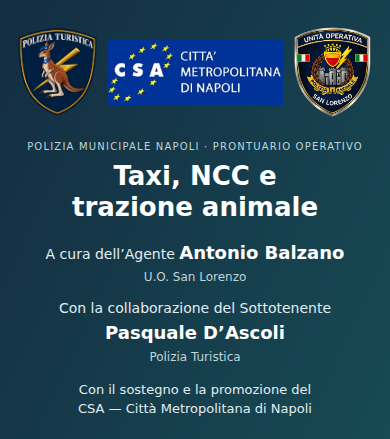 POLIZIA TURISTICA
CSA
CITTA'
METROPOLITANA
DI NAPOLI
UNITÀ OPERATIVA
SAN LORENZO
POLIZIA MUNICIPALE NAPOLI · PRONTUARIO OPERATIVO
Taxi, NCC e
trazione animale
A cura dell’Agente Antonio Balzano
U.O. San Lorenzo
Con la collaborazione del Sottotenente
Pasquale D’Ascoli
Polizia Turistica
Con il sostegno e la promozione del
CSA — Città Metropolitana di Napoli